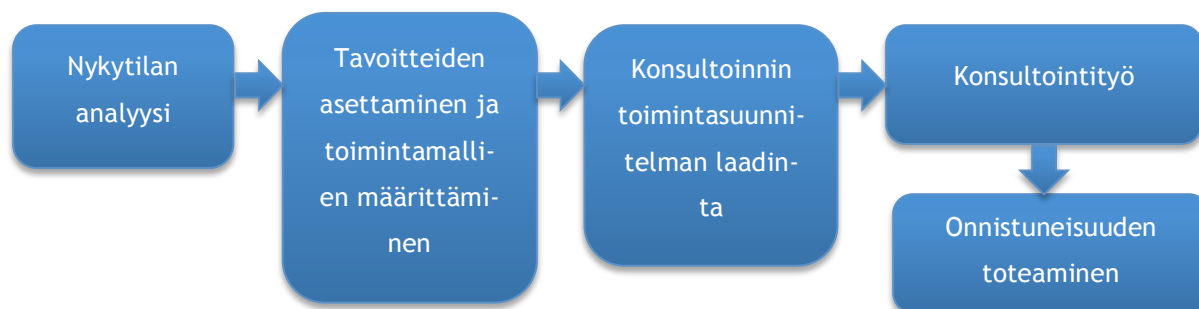 Nykytilan
analyysi
Tavoitteiden
asettaminen ja
toimintamalli-
en määrittämi-
nen
Konsultoinnin
toimintasuunni-
telman laadin-
ta
Konsultointityö
Onnistuneisuuden
toteaminen